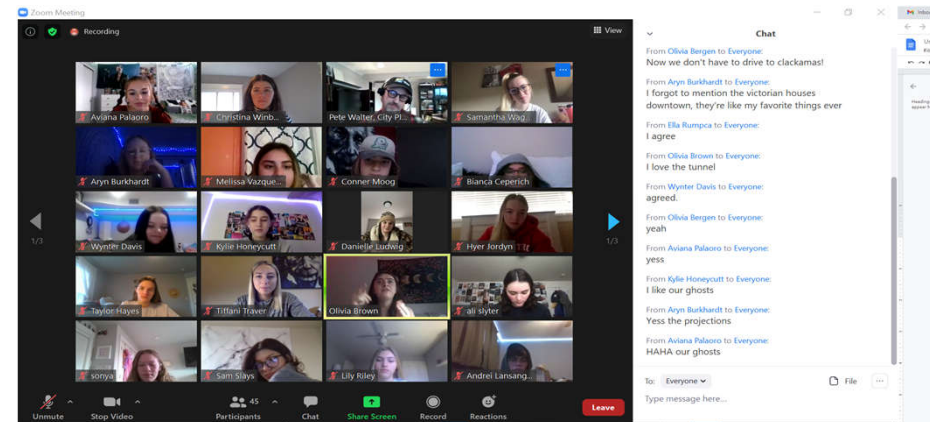 Zoom Meeting
Recording
View
Aviana Palaoro
Christina Winb...
Pete Walter, City Pl...
Samantha Wag...
Aryn Burkhardt
Melissa Vazque...
Conner Moog
Bianca Ceperich
Wynter Davis
Kylie Honeycutt
Danielle Ludwig
Hyer Jordyn
1/3
1/3
Taylor Hayes
Tiffani Traver
Olivia Brown
ali slyter
sonya
Sam Slays
Lily Riley
Andrei Lansang...
Unmute
Stop Video
45
Participants
Chat
Share Screen
Record
Reactions
Leave
Chat
From Olivia Bergen to Everyone:
Now we don't have to drive to clackamas!
From Aryn Burkhardt to Everyone:
I forgot to mention the victorian houses
downtown, they're like my favorite things ever
From Ella Rumpca to Everyone:
I agree
From Olivia Brown to Everyone:
I love the tunnel
From Wynter Davis to Everyone:
agreed.
From Olivia Bergen to Everyone:
yeah
From Aviana Palaoro to Everyone:
yess
From Kylie Honeycutt to Everyone:
I like our ghosts
From Aryn Burkhardt to Everyone:
Yess the projections
From Aviana Palaoro to Everyone:
HAHA our ghosts
To: Everyone
File
Type message here...